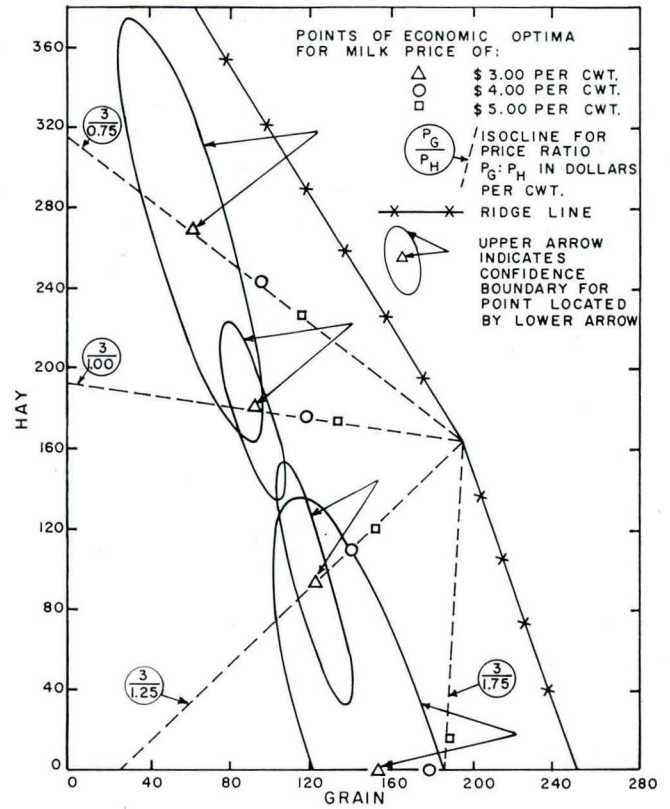 POINTS OF ECONOMIC OPTIMA
FOR MILK PRICE OF:
$3.00 PER CWT.
$4.00 PER CWT.
$5.00 PER CWT.
P_G
P_H
ISOCLINE FOR
PRICE RATIO
P_G : P_H IN DOLLARS
PER CWT.
RIDGE LINE
UPPER ARROW
INDICATES
CONFIDENCE
BOUNDARY FOR
POINT LOCATED
BY LOWER ARROW
360
320
280
240
200
160
120
80
40
0
HAY
3
0.75
3
1.00
3
1.25
3
1.75
0 40 80 120 160 200 240 280
GRAIN